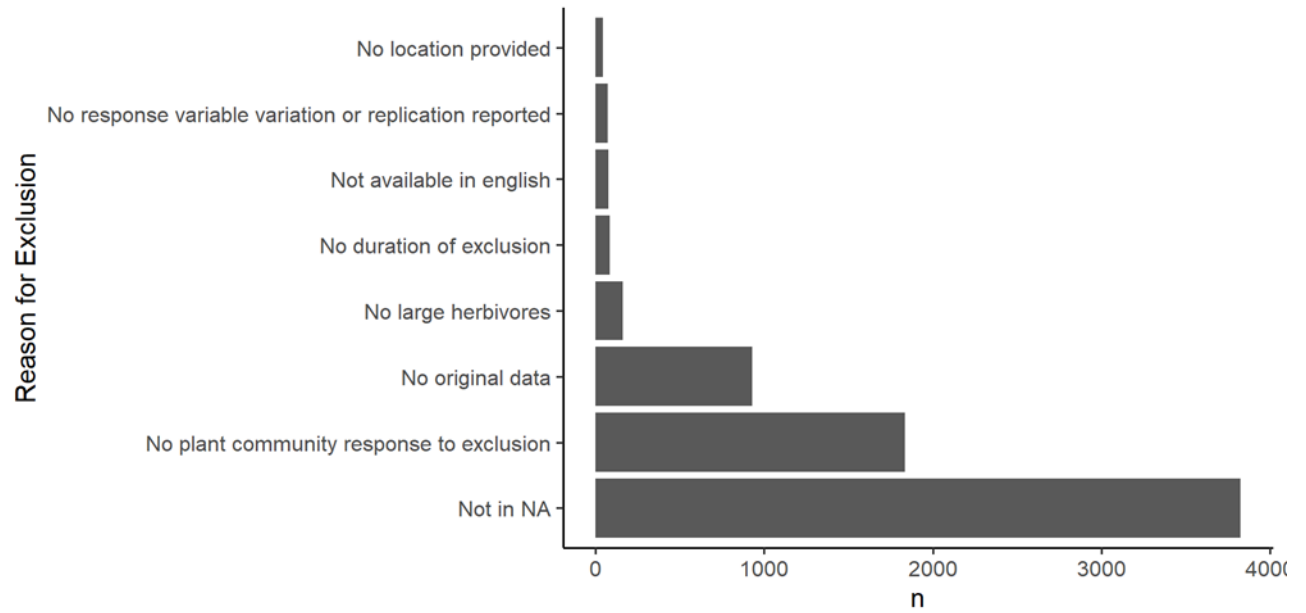 No location provided
No response variable variation or replication reported
Not available in english
No duration of exclusion
No large herbivores
No original data
No plant community response to exclusion
Not in NA
Reason for Exclusion
0 1000 2000 3000 400
n